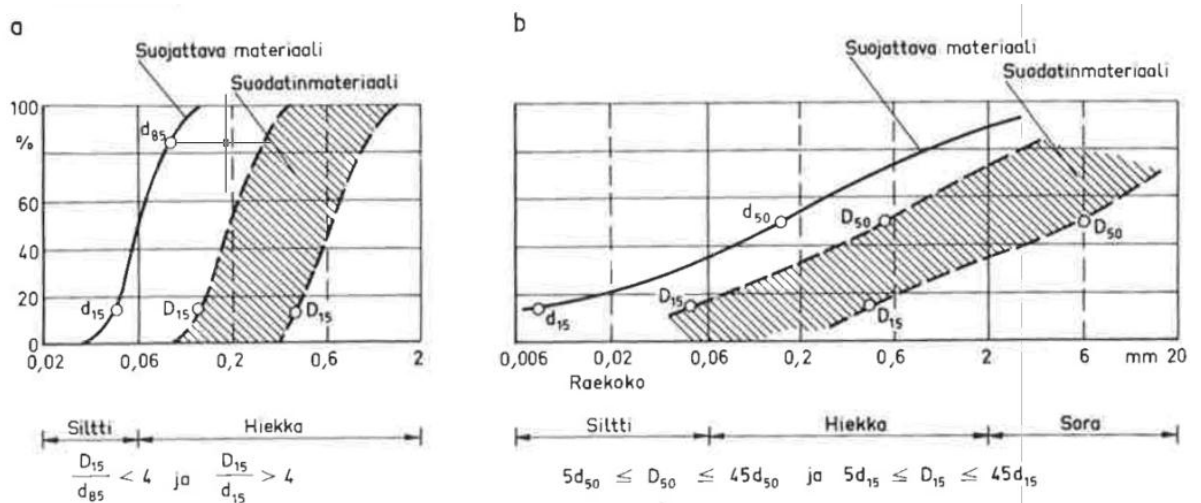 a
Suojattava materiaali
Suodatinmateriaali
100
%
80
60
40
20
0
d85
d15
D15
D15
0,02 0,06 0,2 0,6 2
Siltti Hiekka
D15/d85 < 4 ja D15/d15 > 4
b
Suojattava materiaali
Suodatinmateriaali
d50
D50
D50
d15
D15
D15
0,006 0,02 0,06 0,2 0,6 2 6 mm 20
Raekoko
Siltti Hiekka Sora
5d50 ≤ D50 ≤ 45d50 ja 5d15 ≤ D15 ≤ 45d15